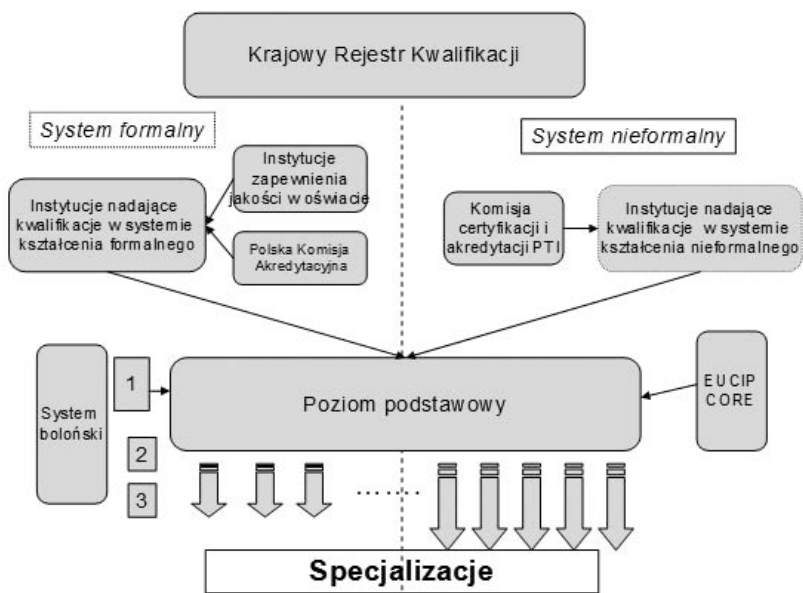 Krajowy Rejestr Kwalifikacji
System formalny
System nieformalny
Instytucje
zapewnienia
jakości w oświacie
Instytucje nadające
kwalifikacje w systemie
kształcenia formalnego
Polska Komisja
Akredytacyjna
Komisja
certyfikacji i
akredytacji PTI
Instytucje nadające
kwalifikacje w systemie
kształcenia nieformalnego
System
boloński
1
2
3
Poziom podstawowy
EUCIP
CORE
........
Specjalizacje